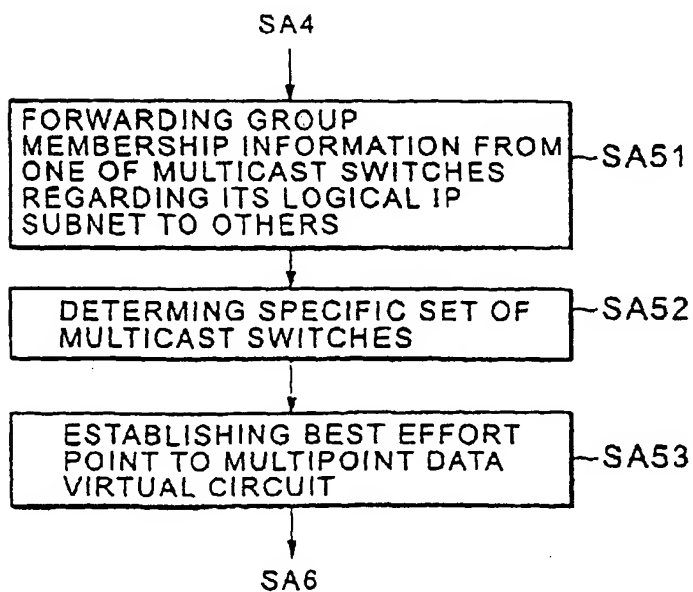 SA4
FORWARDING GROUP
MEMBERSHIP INFORMATION FROM
ONE OF MULTICAST SWITCHES
REGARDING ITS LOGICAL IP
SUBNET TO OTHERS
SA51
DETERMING SPECIFIC SET OF
MULTICAST SWITCHES
SA52
ESTABLISHING BEST EFFORT
POINT TO MULTIPOINT DATA
VIRTUAL CIRCUIT
SA53
SA6